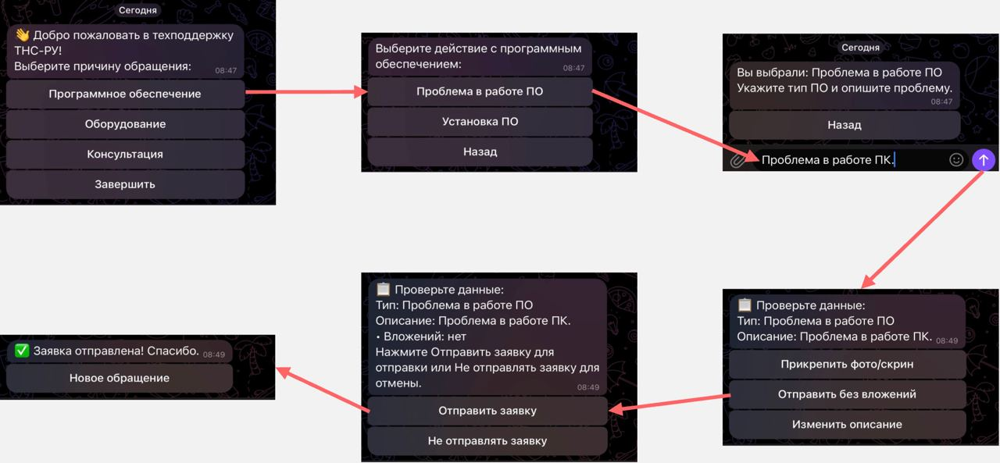 Сегодня
👋 Добро пожаловать в техподдержку
ТНС-РУ!
Выберите причину обращения:
08:47
Программное обеспечение
Оборудование
Консультация
Завершить
Выберите действие с программным
обеспечением:
08:47
Проблема в работе ПО
Установка ПО
Назад
Сегодня
Вы выбрали: Проблема в работе ПО
Укажите тип ПО и опишите проблему.
08:47
Назад
Проблема в работе ПК.
📋 Проверьте данные:
Тип: Проблема в работе ПО
Описание: Проблема в работе ПК. 08:49
Прикрепить фото/скрин
Отправить без вложений
Изменить описание
📋 Проверьте данные:
Тип: Проблема в работе ПО
Описание: Проблема в работе ПК.
• Вложений: нет
Нажмите Отправить заявку для
отправки или Не отправлять заявку для
отмены.
08:49
Отправить заявку
Не отправлять заявку
✅ Заявка отправлена! Спасибо. 08:49
Новое обращение